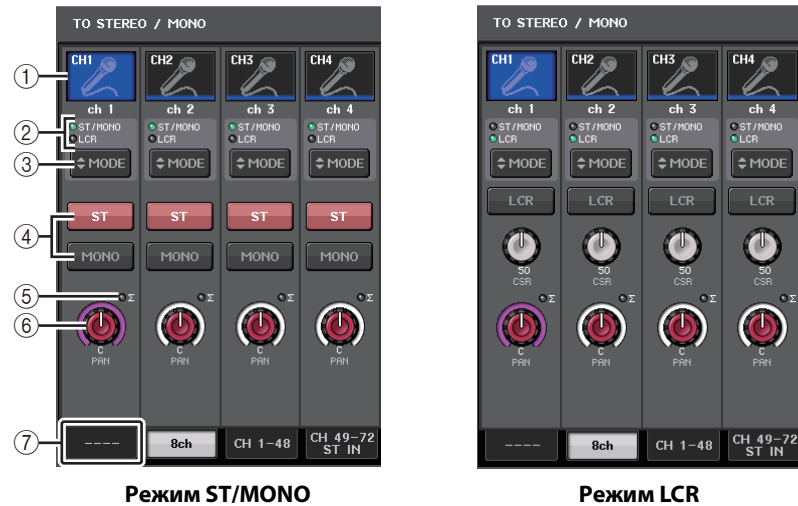 TO STEREO / MONO
CH1 CH2 CH3 CH4
① ch 1 ch 2 ch 3 ch 4
② ST/MONO ST/MONO ST/MONO ST/MONO
LCR LCR LCR LCR
③ MODE MODE MODE MODE
④ ST ST ST ST
MONO MONO MONO MONO
⑤ Σ Σ Σ Σ
⑥ C C C C
PAN PAN PAN PAN
⑦ ---- 8ch CH 1-48 CH 49-72
ST IN
Режим ST/MONO
TO STEREO / MONO
CH1 CH2 CH3 CH4
ch 1 ch 2 ch 3 ch 4
ST/MONO ST/MONO ST/MONO ST/MONO
LCR LCR LCR LCR
MODE MODE MODE MODE
LCR LCR LCR LCR
50 50 50 50
CSR CSR CSR CSR
Σ Σ Σ Σ
C C C C
PAN PAN PAN PAN
---- 8ch CH 1-48 CH 49-72
ST IN
Режим LCR